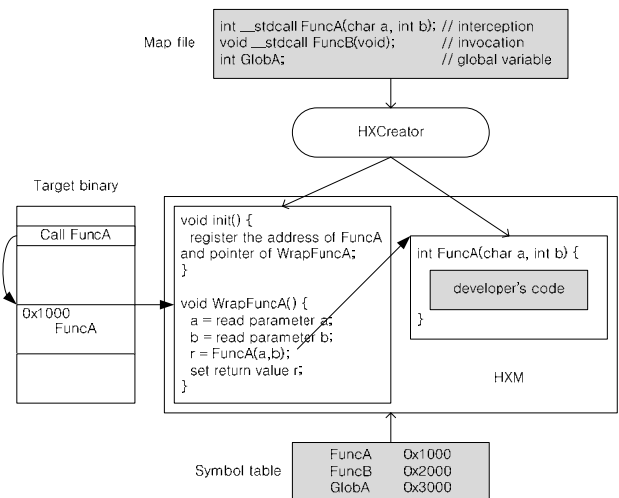 Map file
int __stdcall FuncA(char a, int b); // interception
void __stdcall FuncB(void); // invocation
int GlobA; // global variable
HXCreator
Target binary
Call FuncA
0x1000
FuncA
void init() {
register the address of FuncA
and pointer of WrapFuncA;
}
void WrapFuncA() {
a = read parameter a;
b = read parameter b;
r = FuncA(a,b);
set return value r;
}
int FuncA(char a, int b) {
developer's code
}
HXM
Symbol table
FuncA 0x1000
FuncB 0x2000
GlobA 0x3000